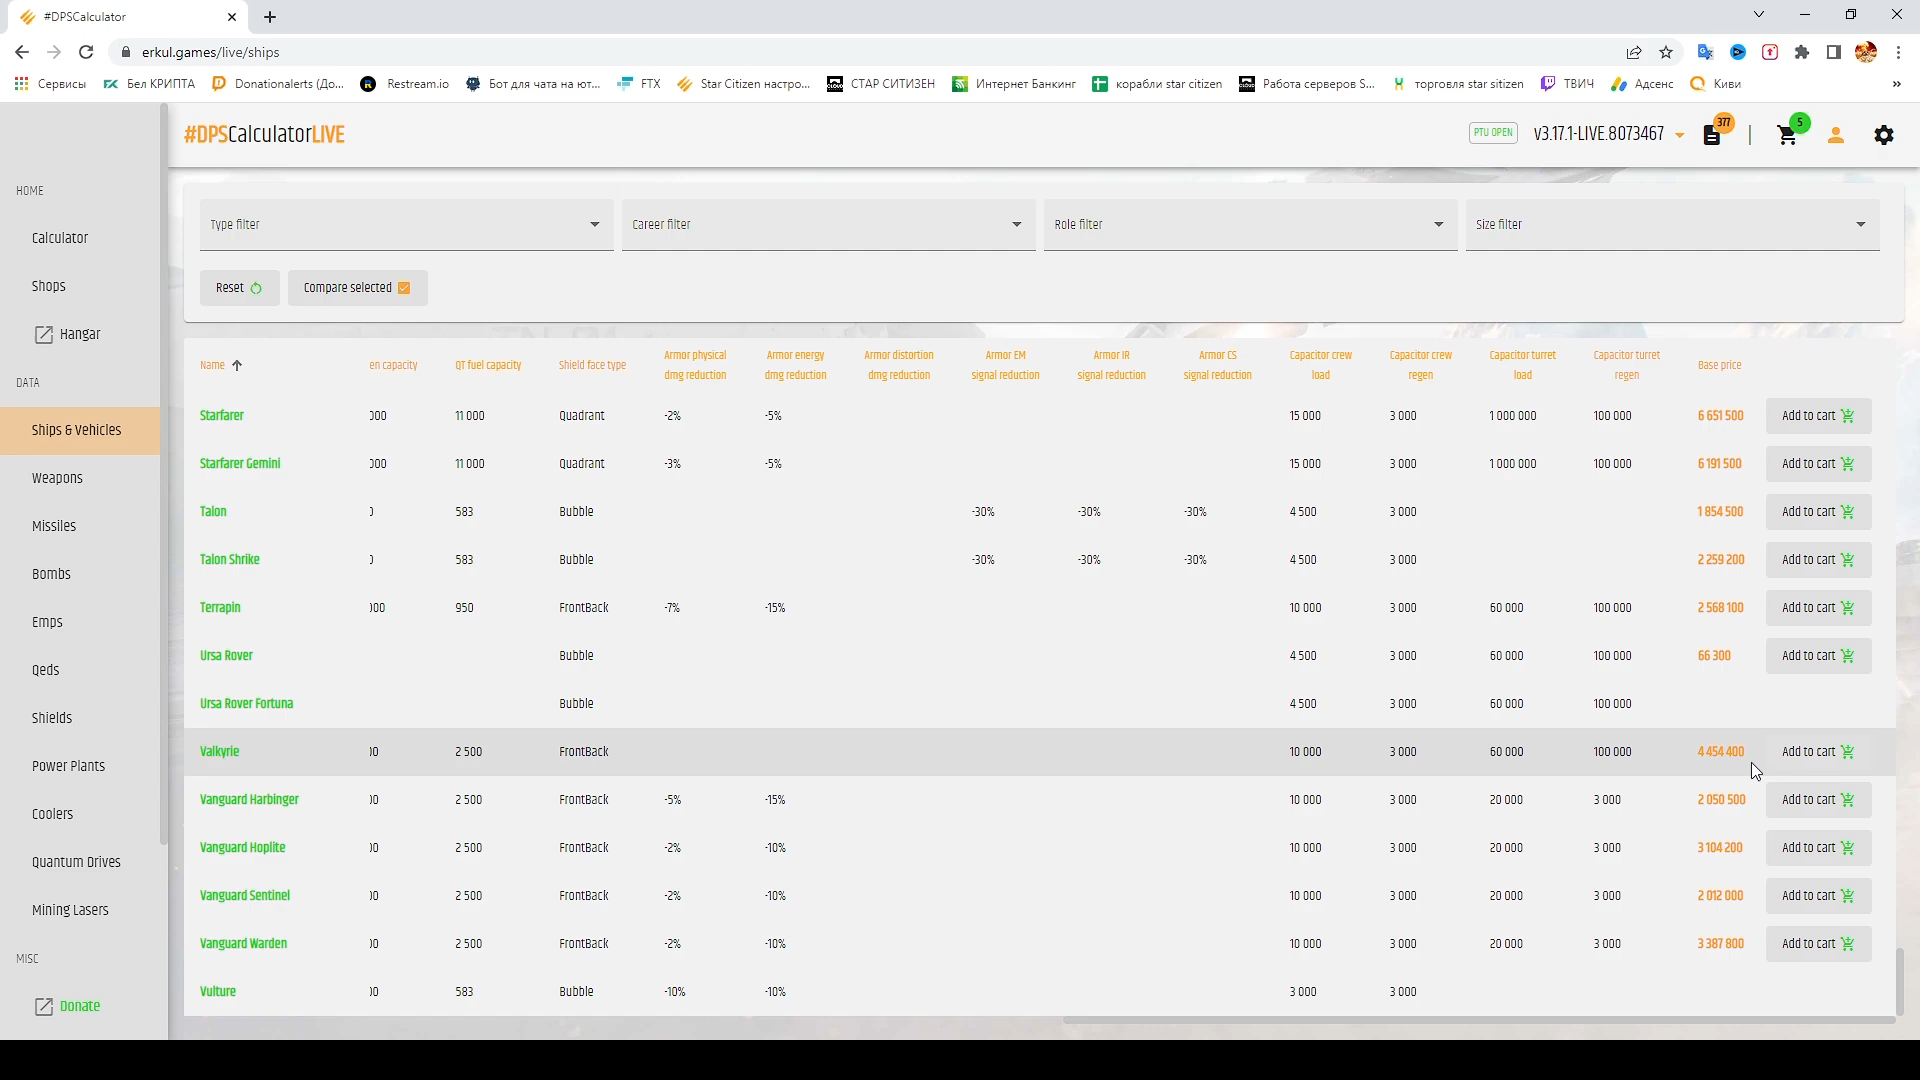 #DPSCalculator
erkul.games/live/ships
Сервисы
Бел КРИПТА
Donationalerts (До...
Restream.io
Бот для чата на ют...
FTX
Star Citizen настро...
СТАР СИТИЗЕН
Интернет Банкинг
корабли star citizen
Работа серверов S...
торговля star sitizen
ТВИЧ
Адсенс
Киви
»
#DPSCalculatorLIVE
PTU OPEN
v3.17.1-LIVE.8073467
377
5
HOME
Calculator
Shops
Hangar
DATA
Ships & Vehicles
Weapons
Missiles
Bombs
Emps
Qeds
Shields
Power Plants
Coolers
Quantum Drives
Mining Lasers
MISC
Donate
Type filter
Career filter
Role filter
Size filter
Reset
Compare selected
Name
en capacity
QT fuel capacity
Shield face type
Armor physical
dmg reduction
Armor energy
dmg reduction
Armor distortion
dmg reduction
Armor EM
signal reduction
Armor IR
signal reduction
Armor CS
signal reduction
Capacitor crew
load
Capacitor crew
regen
Capacitor turret
load
Capacitor turret
regen
Base price
Starfarer 000 11 000 Quadrant -2% -5% 15 000 3 000 1 000 000 100 000 6 651 500 Add to cart
Starfarer Gemini 000 11 000 Quadrant -3% -5% 15 000 3 000 1 000 000 100 000 6 191 500 Add to cart
Talon 0 583 Bubble -30% -30% -30% 4 500 3 000 1 854 500 Add to cart
Talon Shrike 0 583 Bubble -30% -30% -30% 4 500 3 000 2 259 200 Add to cart
Terrapin 000 950 FrontBack -7% -15% 10 000 3 000 60 000 100 000 2 568 100 Add to cart
Ursa Rover Bubble 4 500 3 000 60 000 100 000 66 300 Add to cart
Ursa Rover Fortuna Bubble 4 500 3 000 60 000 100 000
Valkyrie 00 2 500 FrontBack 10 000 3 000 60 000 100 000 4 454 400 Add to cart
Vanguard Harbinger 00 2 500 FrontBack -5% -15% 10 000 3 000 20 000 3 000 2 050 500 Add to cart
Vanguard Hoplite 00 2 500 FrontBack -2% -10% 10 000 3 000 20 000 3 000 3 104 200 Add to cart
Vanguard Sentinel 00 2 500 FrontBack -2% -10% 10 000 3 000 20 000 3 000 2 012 000 Add to cart
Vanguard Warden 00 2 500 FrontBack -2% -10% 10 000 3 000 20 000 3 000 3 387 800 Add to cart
Vulture 00 583 Bubble -10% -10% 3 000 3 000